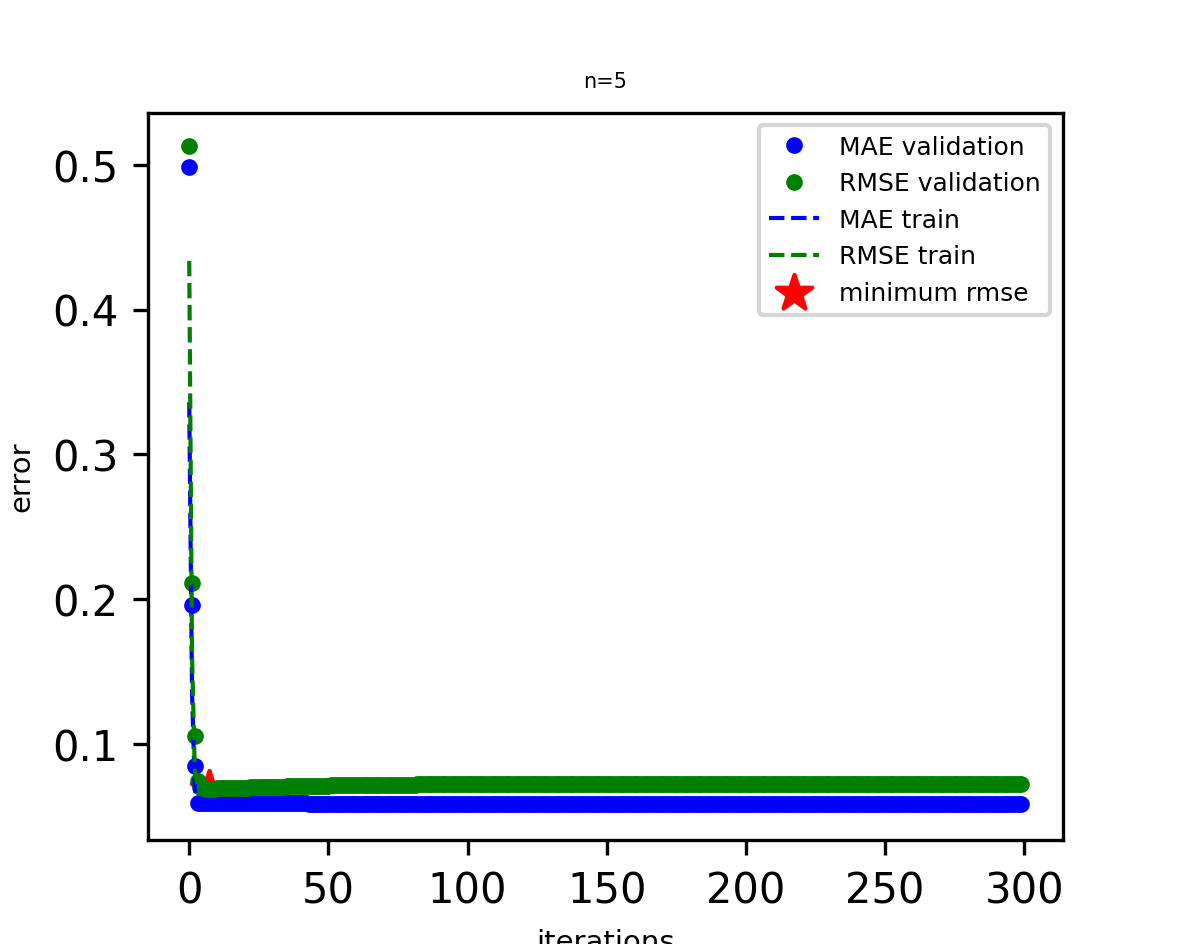 n=5
0.5
0.4
0.3
0.2
0.1
error
MAE validation
RMSE validation
MAE train
RMSE train
minimum rmse
0 50 100 150 200 250 300
iterations